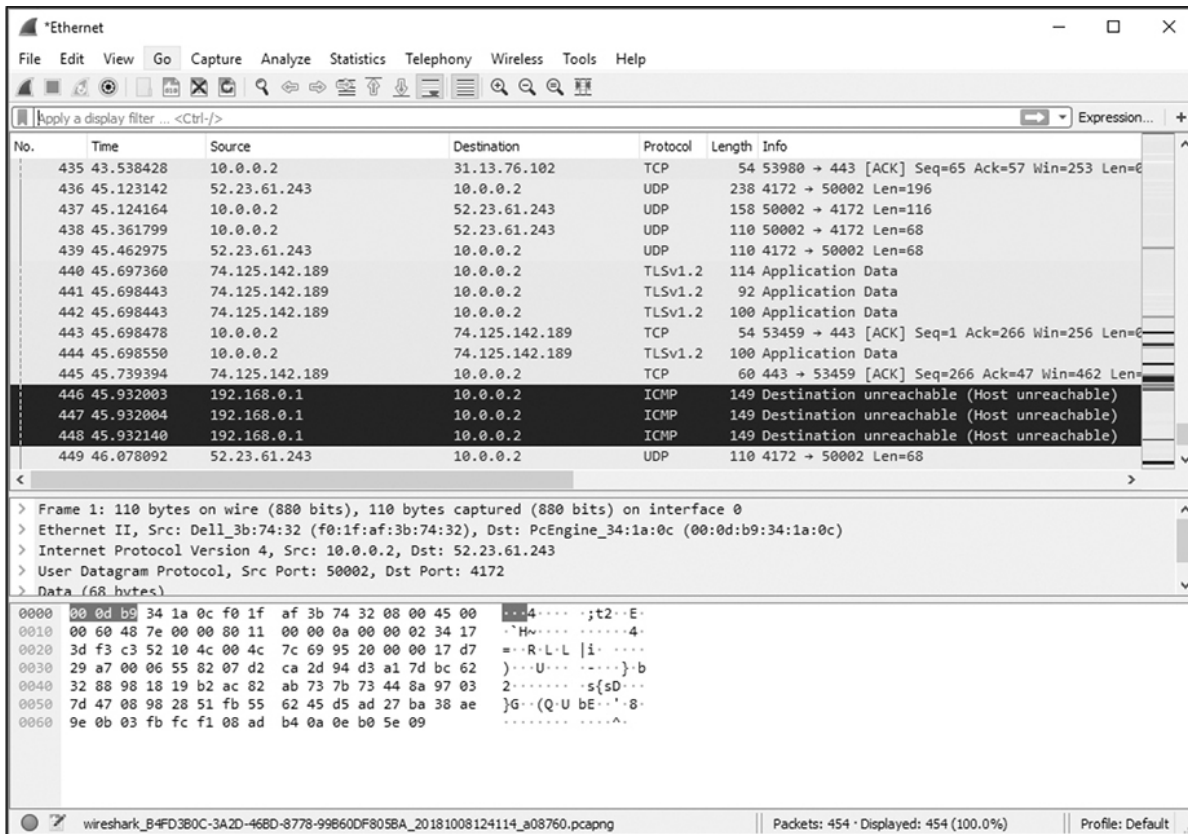 *Ethernet
File Edit View Go Capture Analyze Statistics Telephony Wireless Tools Help
Apply a display filter ... <Ctrl-/> Expression... +
No. Time Source Destination Protocol Length Info
435 43.538428 10.0.0.2 31.13.76.102 TCP 54 53980 → 443 [ACK] Seq=65 Ack=57 Win=253 Len=0
436 45.123142 52.23.61.243 10.0.0.2 UDP 238 4172 → 50002 Len=196
437 45.124164 10.0.0.2 52.23.61.243 UDP 158 50002 → 4172 Len=116
438 45.361799 10.0.0.2 52.23.61.243 UDP 110 50002 → 4172 Len=68
439 45.462975 52.23.61.243 10.0.0.2 UDP 110 4172 → 50002 Len=68
440 45.697360 74.125.142.189 10.0.0.2 TLSv1.2 114 Application Data
441 45.698443 74.125.142.189 10.0.0.2 TLSv1.2 92 Application Data
442 45.698443 74.125.142.189 10.0.0.2 TLSv1.2 100 Application Data
443 45.698478 10.0.0.2 74.125.142.189 TCP 54 53459 → 443 [ACK] Seq=1 Ack=266 Win=256 Len=0
444 45.698550 10.0.0.2 74.125.142.189 TLSv1.2 100 Application Data
445 45.739394 74.125.142.189 10.0.0.2 TCP 60 443 → 53459 [ACK] Seq=266 Ack=47 Win=462 Len=
446 45.932003 192.168.0.1 10.0.0.2 ICMP 149 Destination unreachable (Host unreachable)
447 45.932004 192.168.0.1 10.0.0.2 ICMP 149 Destination unreachable (Host unreachable)
448 45.932140 192.168.0.1 10.0.0.2 ICMP 149 Destination unreachable (Host unreachable)
449 46.078092 52.23.61.243 10.0.0.2 UDP 110 4172 → 50002 Len=68
> Frame 1: 110 bytes on wire (880 bits), 110 bytes captured (880 bits) on interface 0
> Ethernet II, Src: Dell_3b:74:32 (f0:1f:af:3b:74:32), Dst: PcEngine_34:1a:0c (00:0d:b9:34:1a:0c)
> Internet Protocol Version 4, Src: 10.0.0.2, Dst: 52.23.61.243
> User Datagram Protocol, Src Port: 50002, Dst Port: 4172
> Data (68 bytes)
0000 00 0d b9 34 1a 0c f0 1f af 3b 74 32 08 00 45 00 ···4···· ·;t2··E·
0010 00 60 48 7e 00 00 80 11 00 00 0a 00 00 02 34 17 ·`H~···· ······4·
0020 3d f3 c3 52 10 4c 00 4c 7c 69 95 20 00 00 17 d7 =··R·L·L |i· ····
0030 29 a7 00 06 55 82 07 d2 ca 2d 94 d3 a1 7d bc 62 )···U··· ·-···}·b
0040 32 88 98 18 19 b2 ac 82 ab 73 7b 73 44 8a 97 03 2······· ·s{sD···
0050 7d 47 08 98 28 51 fb 55 62 45 d5 ad 27 ba 38 ae }G··(Q·U bE··'·8·
0060 9e 0b 03 fb fc f1 08 ad b4 0a 0e b0 5e 09 ········ ····^·
wireshark_B4FD3B0C-3A2D-46BD-8778-99B60DF805BA_20181008124114_a08760.pcapng Packets: 454 · Displayed: 454 (100.0%) Profile: Default